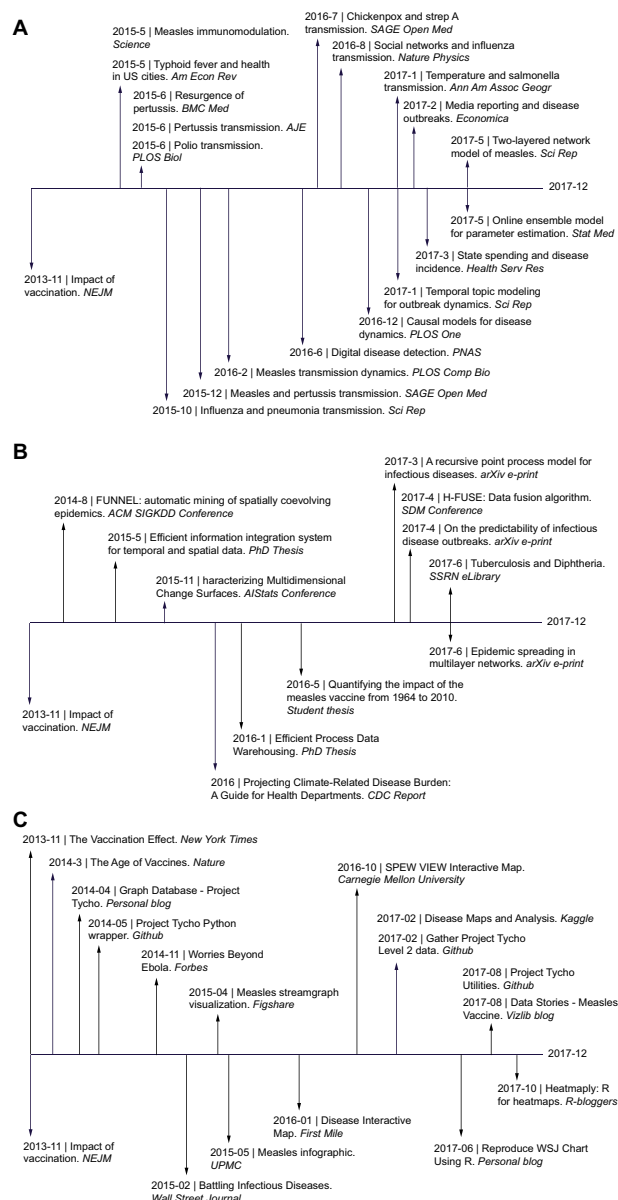 A
2015-5 | Measles immunomodulation.
Science
2015-5 | Typhoid fever and health
in US cities. Am Econ Rev
2015-6 | Resurgence of
pertussis. BMC Med
2015-6 | Pertussis transmission. AJE
2015-6 | Polio transmission.
PLOS Biol
2016-7 | Chickenpox and strep A
transmission. SAGE Open Med
2016-8 | Social networks and influenza
transmission. Nature Physics
2017-1 | Temperature and salmonella
transmission. Ann Am Assoc Geogr
2017-2 | Media reporting and disease
outbreaks. Economica
2017-5 | Two-layered network
model of measles. Sci Rep
2017-12
2017-5 | Online ensemble model
for parameter estimation. Stat Med
2017-3 | State spending and disease
incidence. Health Serv Res
2013-11 | Impact of
vaccination. NEJM
2017-1 | Temporal topic modeling
for outbreak dynamics. Sci Rep
2016-12 | Causal models for disease
dynamics. PLOS One
2016-6 | Digital disease detection. PNAS
2016-2 | Measles transmission dynamics. PLOS Comp Bio
2015-12 | Measles and pertussis transmission. SAGE Open Med
2015-10 | Influenza and pneumonia transmission. Sci Rep
B
2017-3 | A recursive point process model for
infectious diseases. arXiv e-print
2014-8 | FUNNEL: automatic mining of spatially coevolving
epidemics. ACM SIGKDD Conference
2017-4 | H-FUSE: Data fusion algorithm.
SDM Conference
2015-5 | Efficient information integration system
for temporal and spatial data. PhD Thesis
2017-4 | On the predictability of infectious
disease outbreaks. arXiv e-print
2017-6 | Tuberculosis and Diphtheria.
SSRN eLibrary
2015-11 | haracterizing Multidimensional
Change Surfaces. AIStats Conference
2017-12
2017-6 | Epidemic spreading in
multilayer networks. arXiv e-print
2016-5 | Quantifying the impact of the
measles vaccine from 1964 to 2010.
Student thesis
2013-11 | Impact of
vaccination. NEJM
2016-1 | Efficient Process Data
Warehousing. PhD Thesis
2016 | Projecting Climate-Related Disease Burden:
A Guide for Health Departments. CDC Report
C
2013-11 | The Vaccination Effect. New York Times
2014-3 | The Age of Vaccines. Nature
2016-10 | SPEW VIEW Interactive Map.
Carnegie Mellon University
2014-04 | Graph Database - Project
Tycho. Personal blog
2014-05 | Project Tycho Python
wrapper. Github
2017-02 | Disease Maps and Analysis. Kaggle
2017-02 | Gather Project Tycho
Level 2 data. Github
2014-11 | Worries Beyond
Ebola. Forbes
2017-08 | Project Tycho
Utilities. Github
2015-04 | Measles streamgraph
visualization. Figshare
2017-08 | Data Stories - Measles
Vaccine. Vizlib blog
2017-12
2017-10 | Heatmaply: R
for heatmaps. R-bloggers
2016-01 | Disease Interactive
Map. First Mile
2013-11 | Impact of
vaccination. NEJM
2015-05 | Measles infographic.
UPMC
2017-06 | Reproduce WSJ Chart
Using R. Personal blog
2015-02 | Battling Infectious Diseases.
Wall Street Journal